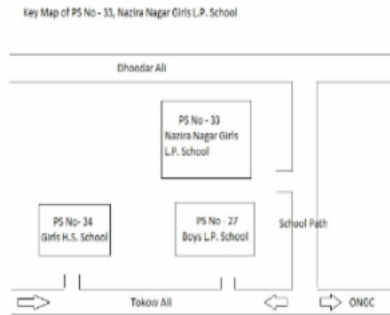 Key Map of PS No - 33, Nazira Nagar Girls L.P. School
Dhoodar Ali
PS No - 33
Nazira Nagar Girls
L.P. School
PS No- 34
Girls H.S. School
PS No - 27
Boys L.P. School
School Path
Tokow Ali
ONGC